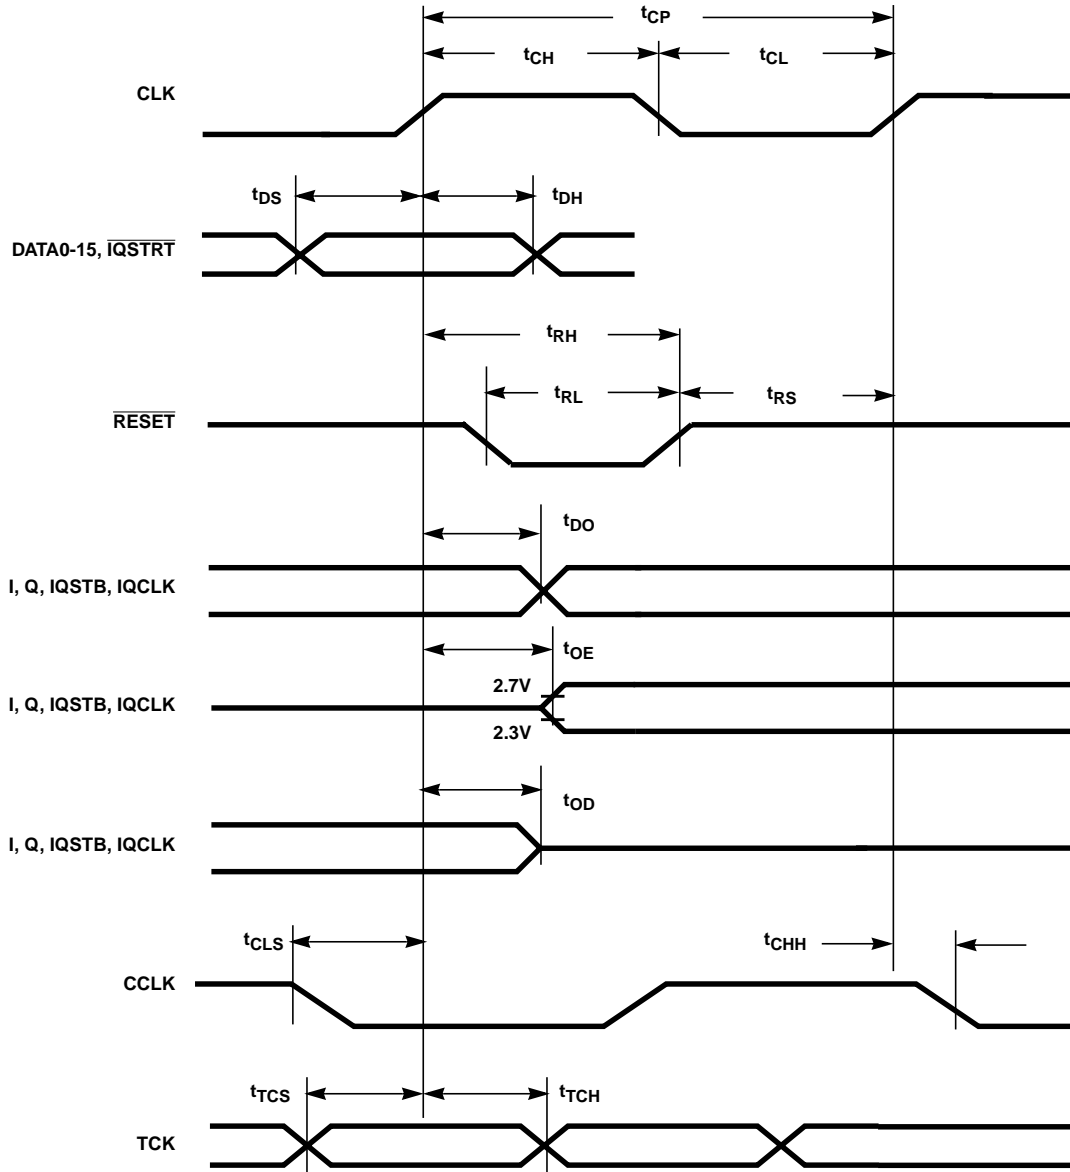 tCP
tCH tCL
CLK
tDS tDH
DATA0-15, IQSTRT
tRH
tRL tRS
RESET
tDO
I, Q, IQSTB, IQCLK
tOE
2.7V
I, Q, IQSTB, IQCLK
2.3V
tOD
I, Q, IQSTB, IQCLK
tCLS tCHH
CCLK
tTCS tTCH
TCK